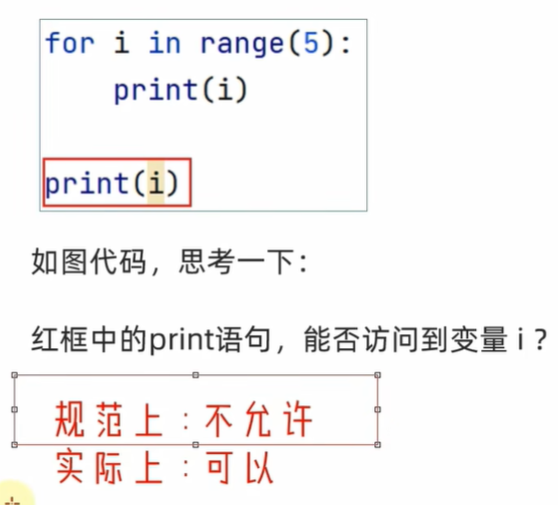 for i in range(5):
    print(i)
print(i)
如图代码，思考一下：
红框中的print语句，能否访问到变量 i ?
规范上：不允许
实际上：可以